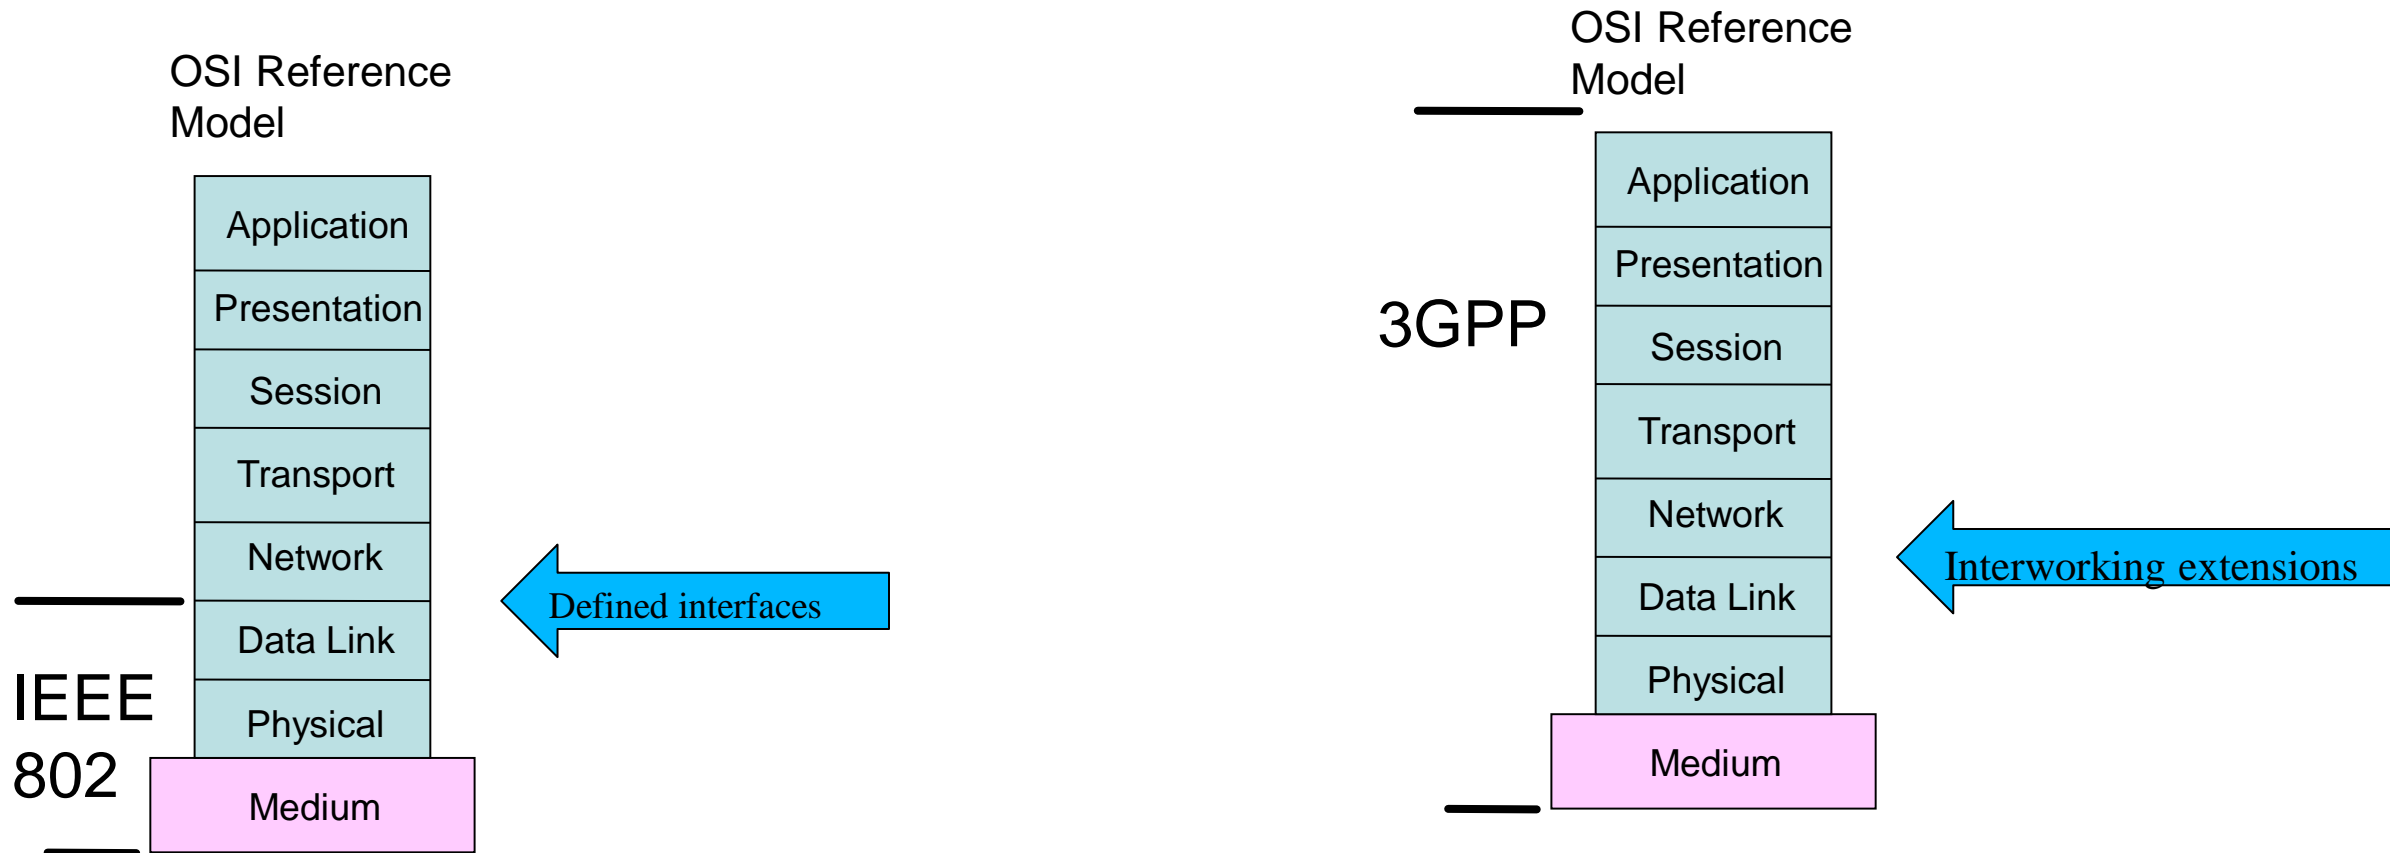 OSI Reference
Model
Application
Presentation
Session
Transport
Network
Data Link
Physical
Medium
IEEE
802
Defined interfaces
OSI Reference
Model
Application
Presentation
Session
Transport
Network
Data Link
Physical
Medium
3GPP
Interworking extensions